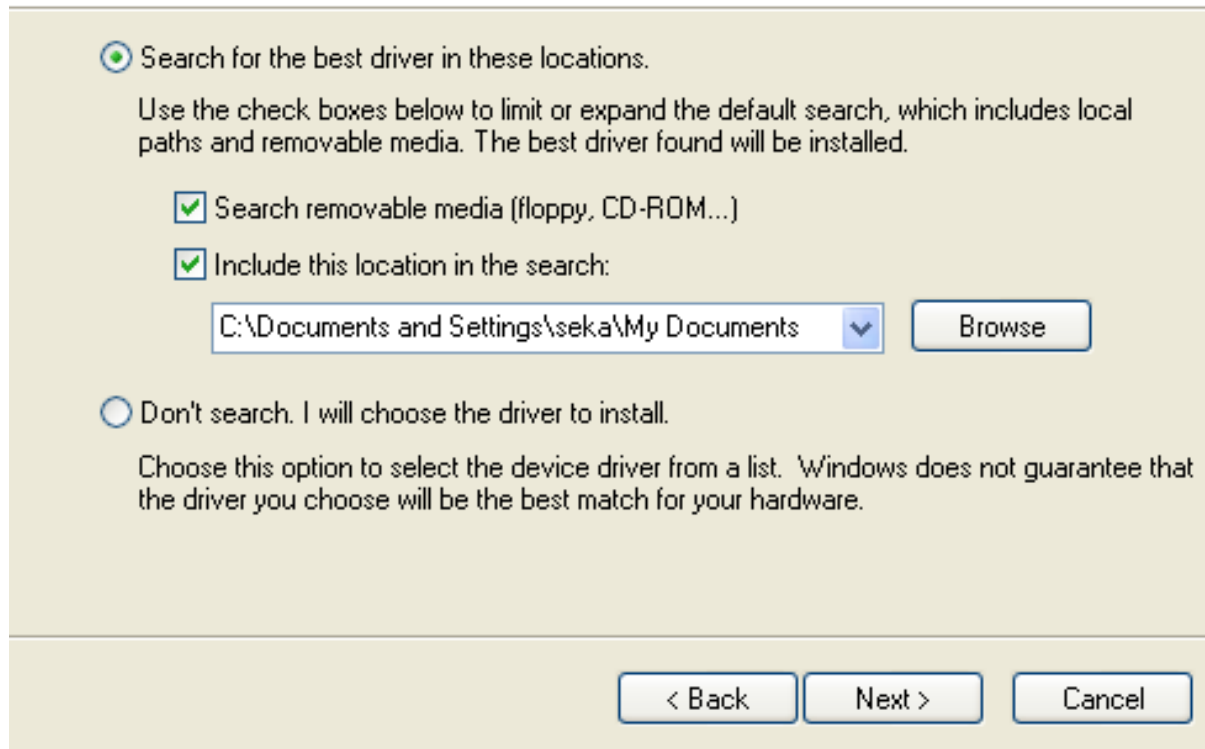 Search for the best driver in these locations.
Use the check boxes below to limit or expand the default search, which includes local
paths and removable media. The best driver found will be installed.
Search removable media (floppy, CD-ROM...)
Include this location in the search:
C:\Documents and Settings\seka\My Documents
Browse
Don't search. I will choose the driver to install.
Choose this option to select the device driver from a list.  Windows does not guarantee that
the driver you choose will be the best match for your hardware.
< Back
Next >
Cancel